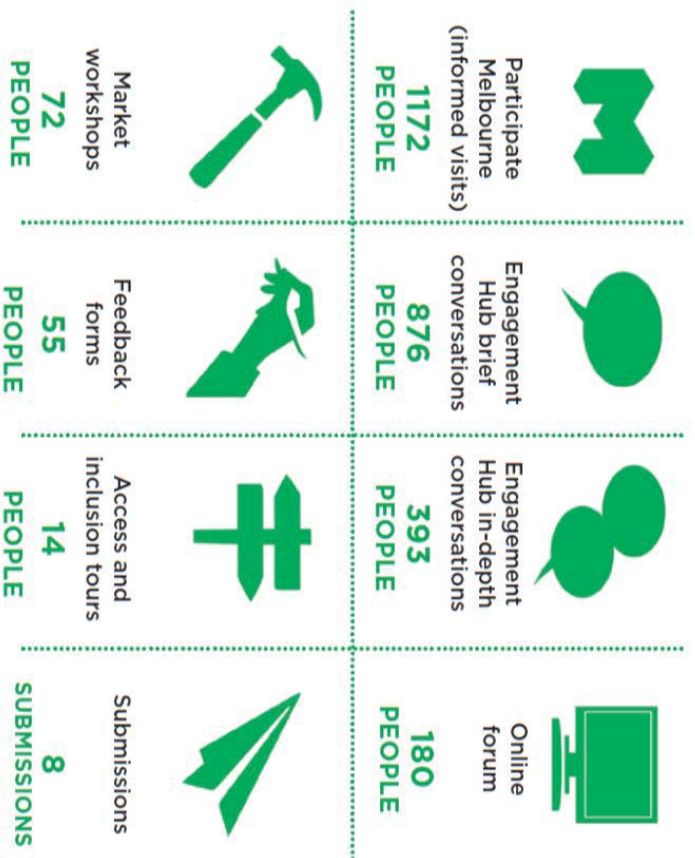 Participate
Melbourne
(informed visits)
1172
PEOPLE
Engagement
Hub brief
conversations
876
PEOPLE
Engagement
Hub in-depth
conversations
393
PEOPLE
Online
forum
180
PEOPLE
Market
workshops
72
PEOPLE
Feedback
forms
55
PEOPLE
Access and
inclusion tours
14
PEOPLE
Submissions
8
SUBMISSIONS